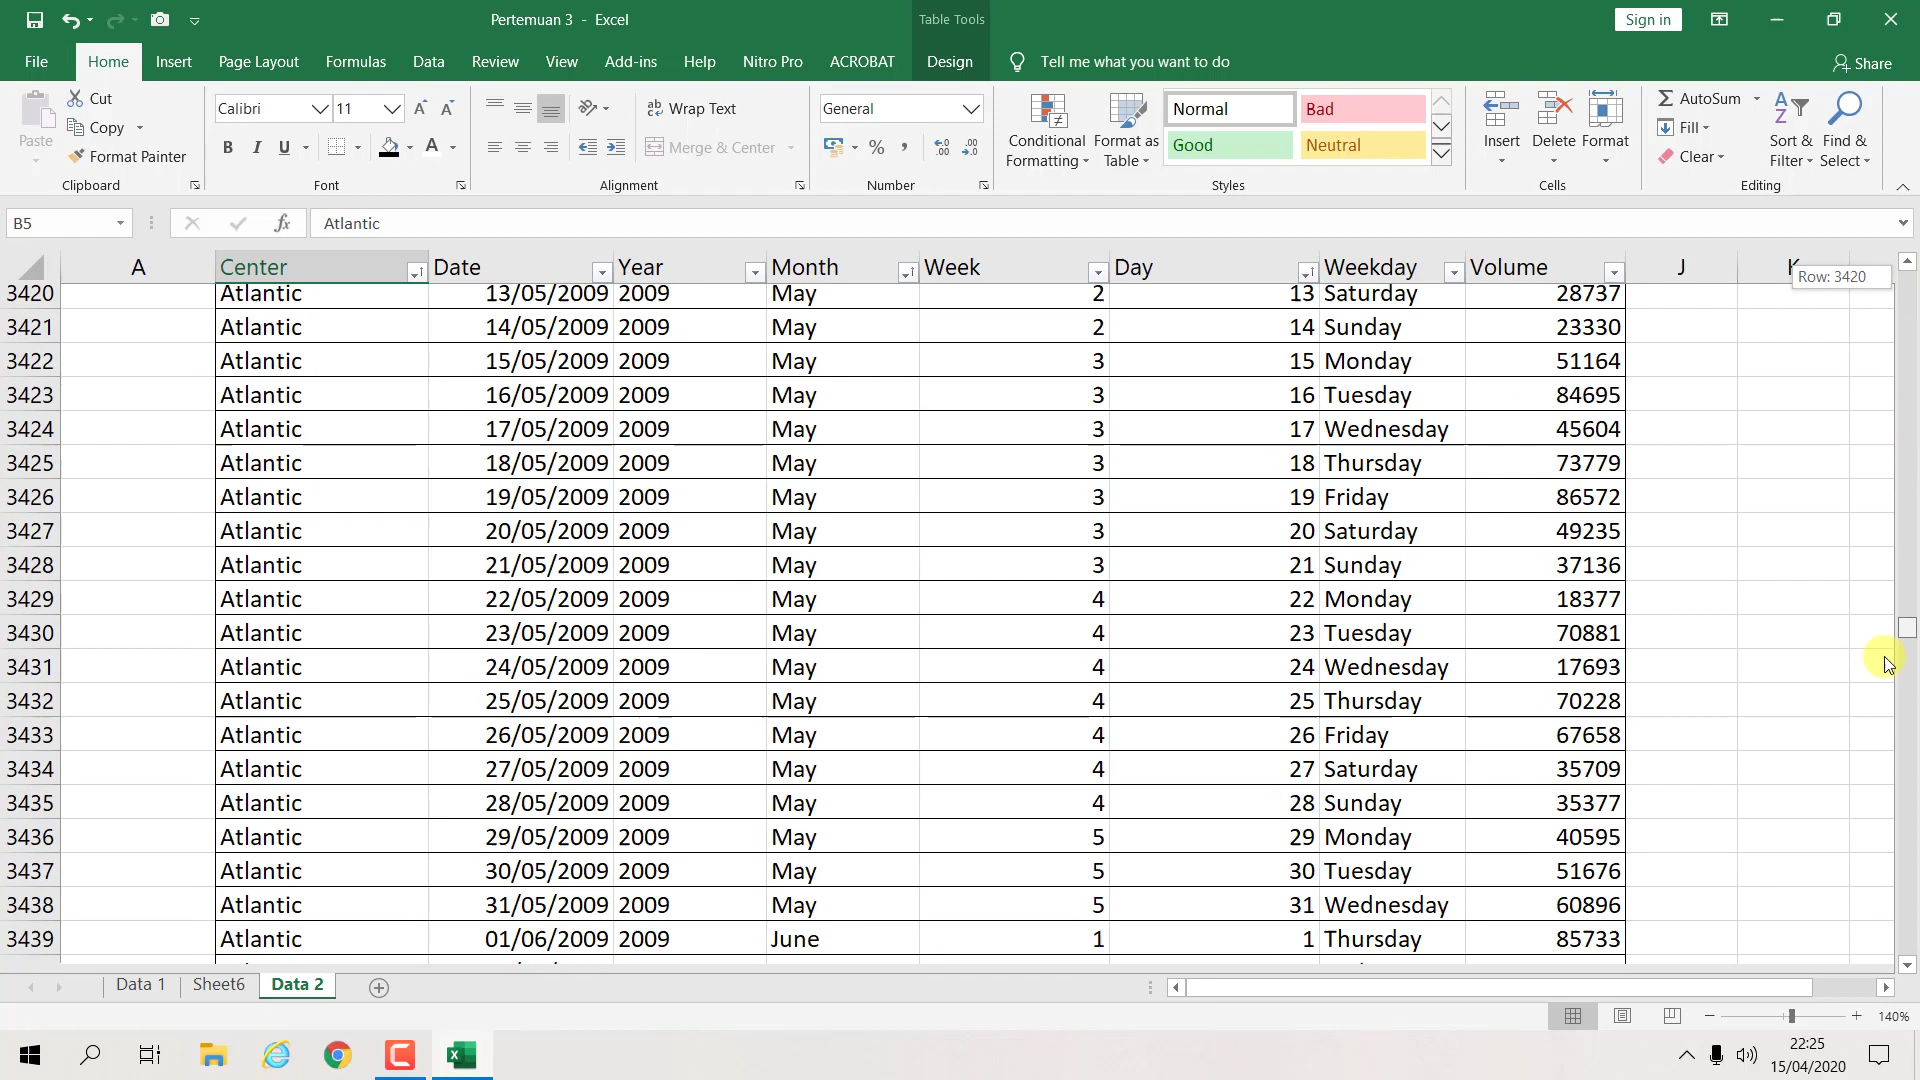 Pertemuan 3 - Excel
Table Tools
Sign in
File Home Insert Page Layout Formulas Data Review View Add-ins Help Nitro Pro ACROBAT Design Tell me what you want to do Share
Paste
Cut
Copy
Format Painter
Clipboard
Calibri 11
B I U A
Font
Wrap Text
Merge & Center
Alignment
General
% ,
Number
Conditional Formatting
Format as Table
Normal Bad
Good Neutral
Styles
Insert Delete Format
Cells
AutoSum
Fill
Clear
Sort & Filter
Find & Select
Editing
B5 fx Atlantic
A Center Date Year Month Week Day Weekday Volume J K
Row: 3420
3420 Atlantic 13/05/2009 2009 May 2 13 Saturday 28737
3421 Atlantic 14/05/2009 2009 May 2 14 Sunday 23330
3422 Atlantic 15/05/2009 2009 May 3 15 Monday 51164
3423 Atlantic 16/05/2009 2009 May 3 16 Tuesday 84695
3424 Atlantic 17/05/2009 2009 May 3 17 Wednesday 45604
3425 Atlantic 18/05/2009 2009 May 3 18 Thursday 73779
3426 Atlantic 19/05/2009 2009 May 3 19 Friday 86572
3427 Atlantic 20/05/2009 2009 May 3 20 Saturday 49235
3428 Atlantic 21/05/2009 2009 May 3 21 Sunday 37136
3429 Atlantic 22/05/2009 2009 May 4 22 Monday 18377
3430 Atlantic 23/05/2009 2009 May 4 23 Tuesday 70881
3431 Atlantic 24/05/2009 2009 May 4 24 Wednesday 17693
3432 Atlantic 25/05/2009 2009 May 4 25 Thursday 70228
3433 Atlantic 26/05/2009 2009 May 4 26 Friday 67658
3434 Atlantic 27/05/2009 2009 May 4 27 Saturday 35709
3435 Atlantic 28/05/2009 2009 May 4 28 Sunday 35377
3436 Atlantic 29/05/2009 2009 May 5 29 Monday 40595
3437 Atlantic 30/05/2009 2009 May 5 30 Tuesday 51676
3438 Atlantic 31/05/2009 2009 May 5 31 Wednesday 60896
3439 Atlantic 01/06/2009 2009 June 1 1 Thursday 85733
Data 1 Sheet6 Data 2
140%
22:25
15/04/2020